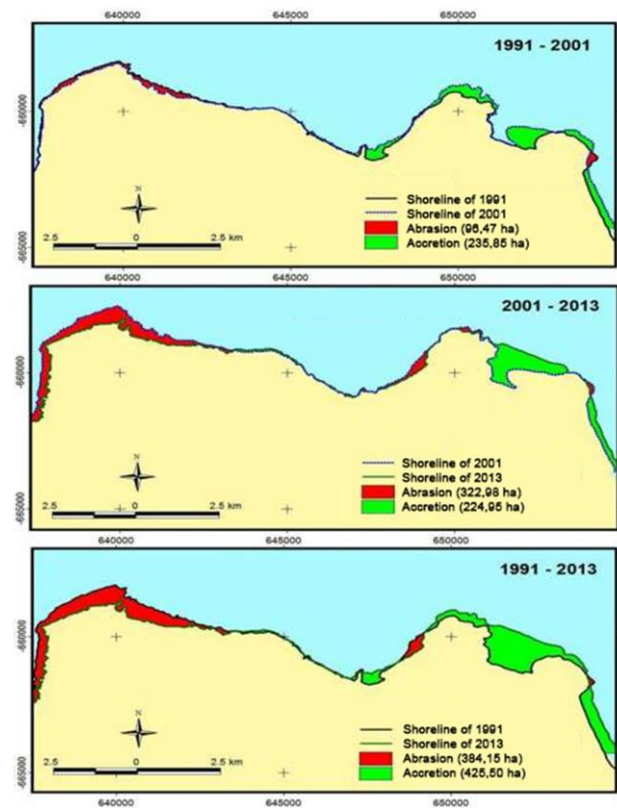 640000 645000 650000
1991 - 2001
-660000
N
Shoreline of 1991
Shoreline of 2001
Abrasion (96,47 ha)
Accretion (235,85 ha)
2.5 0 2.5 km
-665000
640000 645000 650000
2001 - 2013
-660000
N
Shoreline of 2001
Shoreline of 2013
Abrasion (322,98 ha)
Accretion (224,95 ha)
2.5 0 2.5 km
-665000
640000 645000 650000
1991 - 2013
-660000
N
Shoreline of 1991
Shoreline of 2013
Abrasion (384,15 ha)
Accretion (425,50 ha)
2.5 0 2.5 km
-665000
640000 645000 650000